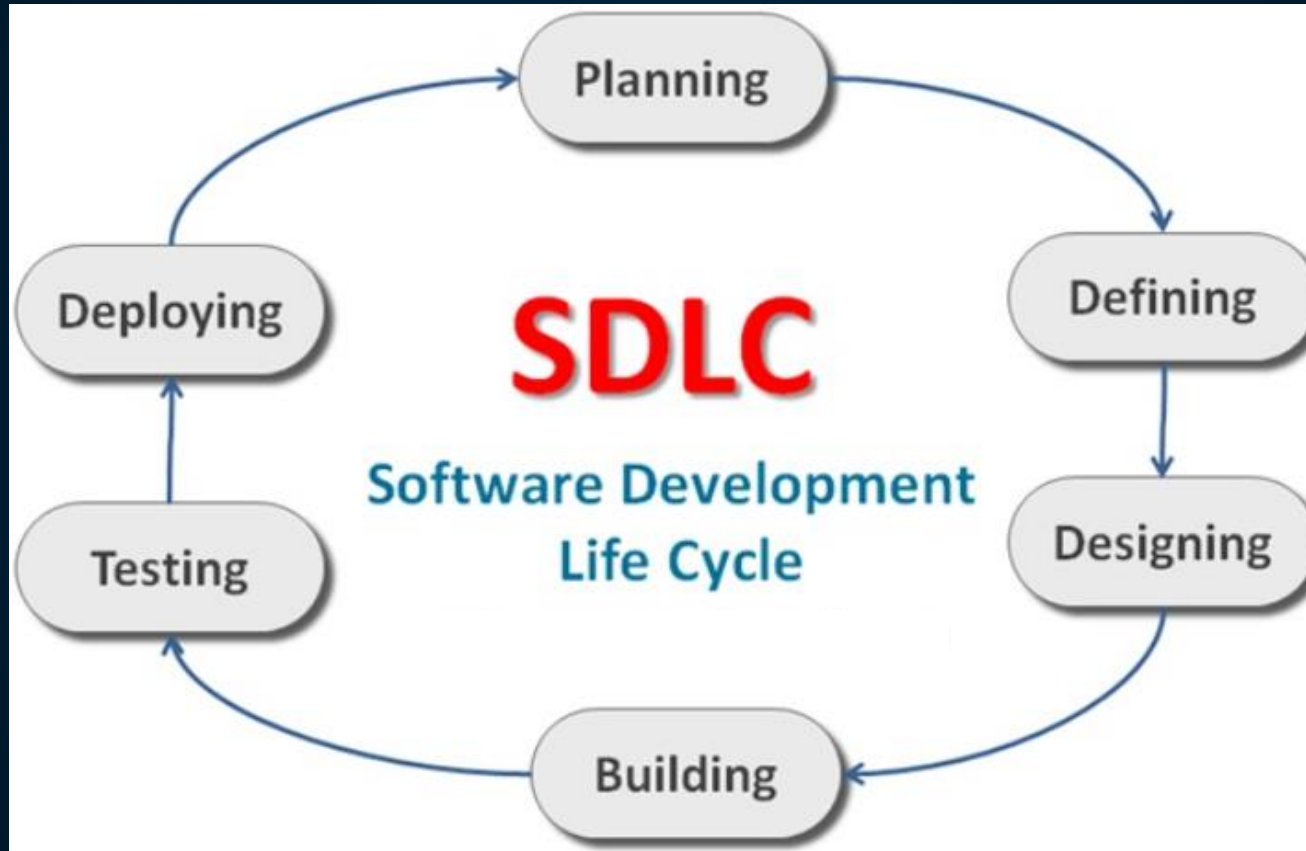 Planning
Defining
Designing
Building
Testing
Deploying
SDLC
Software Development
Life Cycle